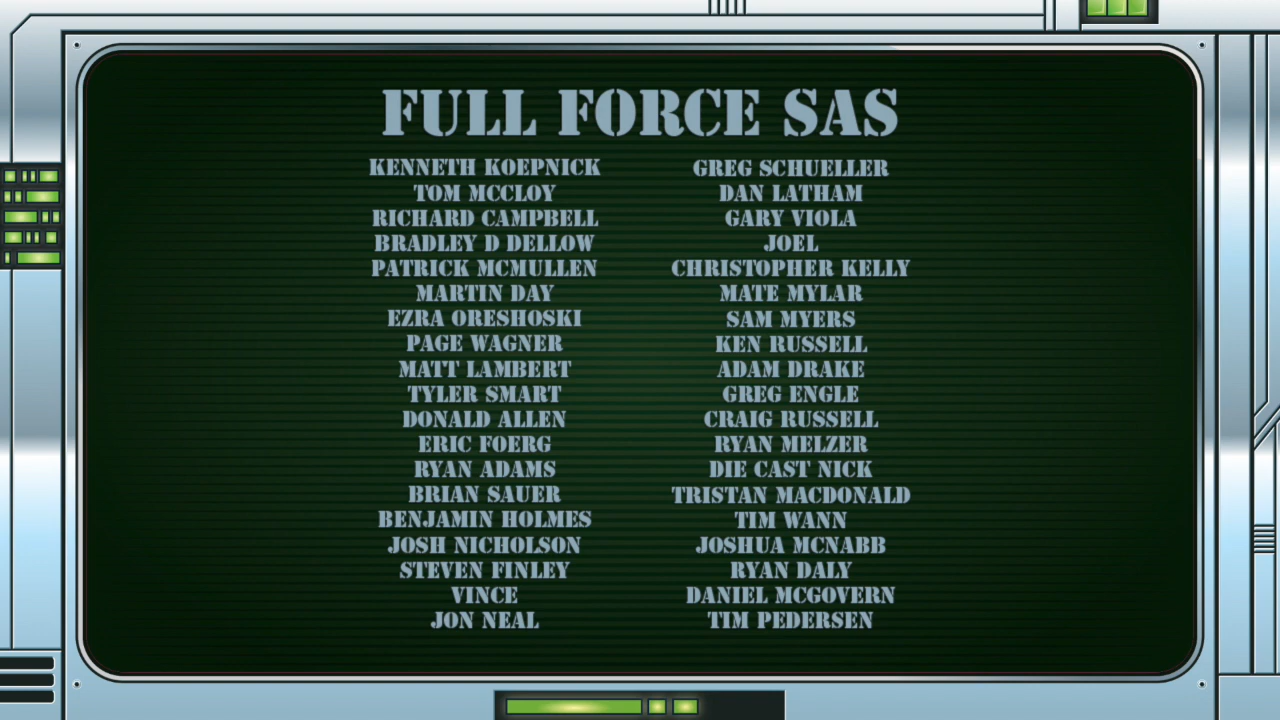 FULL FORCE SAS
KENNETH KOEPNICK
TOM MCCLOY
RICHARD CAMPBELL
BRADLEY D DELLOW
PATRICK MCMULLEN
MARTIN DAY
EZRA ORESHOSKI
PAGE WAGNER
MATT LAMBERT
TYLER SMART
DONALD ALLEN
ERIC FOERG
RYAN ADAMS
BRIAN SAUER
BENJAMIN HOLMES
JOSH NICHOLSON
STEVEN FINLEY
VINCE
JON NEAL
GREG SCHUELLER
DAN LATHAM
GARY VIOLA
JOEL
CHRISTOPHER KELLY
MATE MYLAR
SAM MYERS
KEN RUSSELL
ADAM DRAKE
GREG ENGLE
CRAIG RUSSELL
RYAN MELZER
DIE CAST NICK
TRISTAN MACDONALD
TIM WANN
JOSHUA MCNABB
RYAN DALY
DANIEL MCGOVERN
TIM PEDERSEN